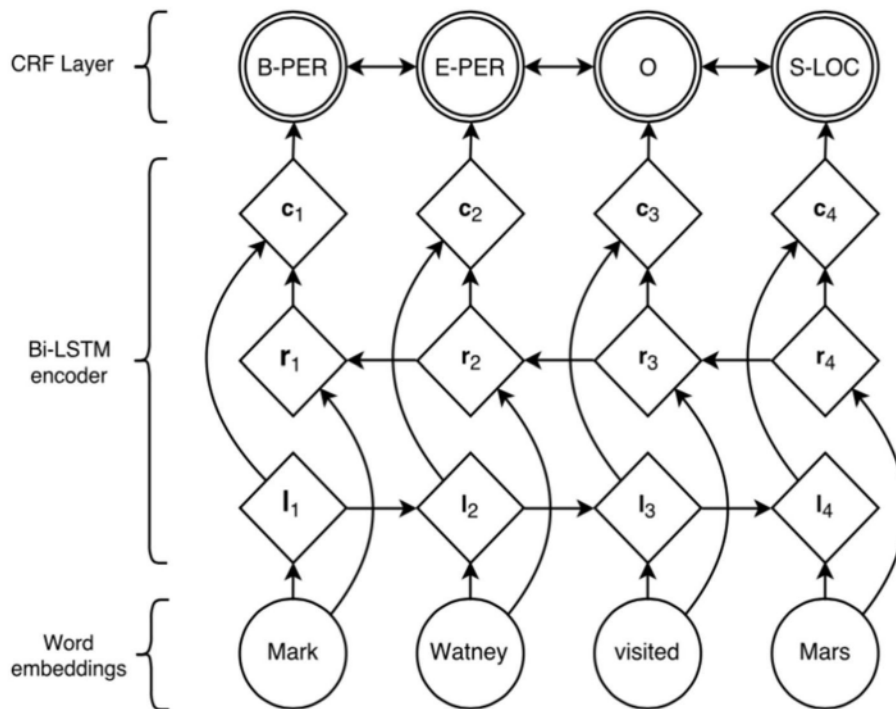 CRF Layer
B-PER E-PER O S-LOC
c₁ c₂ c₃ c₄
Bi-LSTM
encoder
r₁ r₂ r₃ r₄
l₁ l₂ l₃ l₄
Word
embeddings
Mark Watney visited Mars